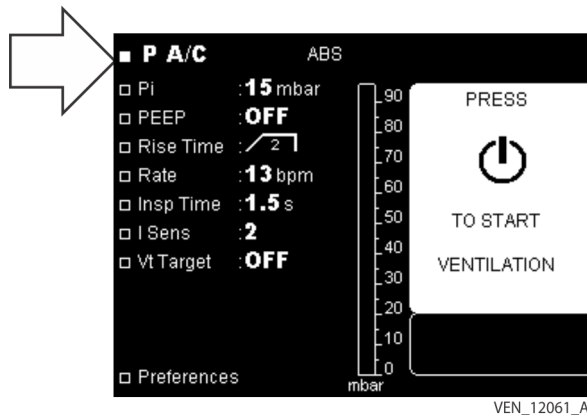 P A/C ABS
Pi :15 mbar
PEEP :OFF
Rise Time : 2
Rate :13 bpm
Insp Time :1.5 s
I Sens :2
Vt Target :OFF
Preferences
90
80
70
60
50
40
30
20
10
0
mbar
PRESS
TO START
VENTILATION
VEN_12061_A